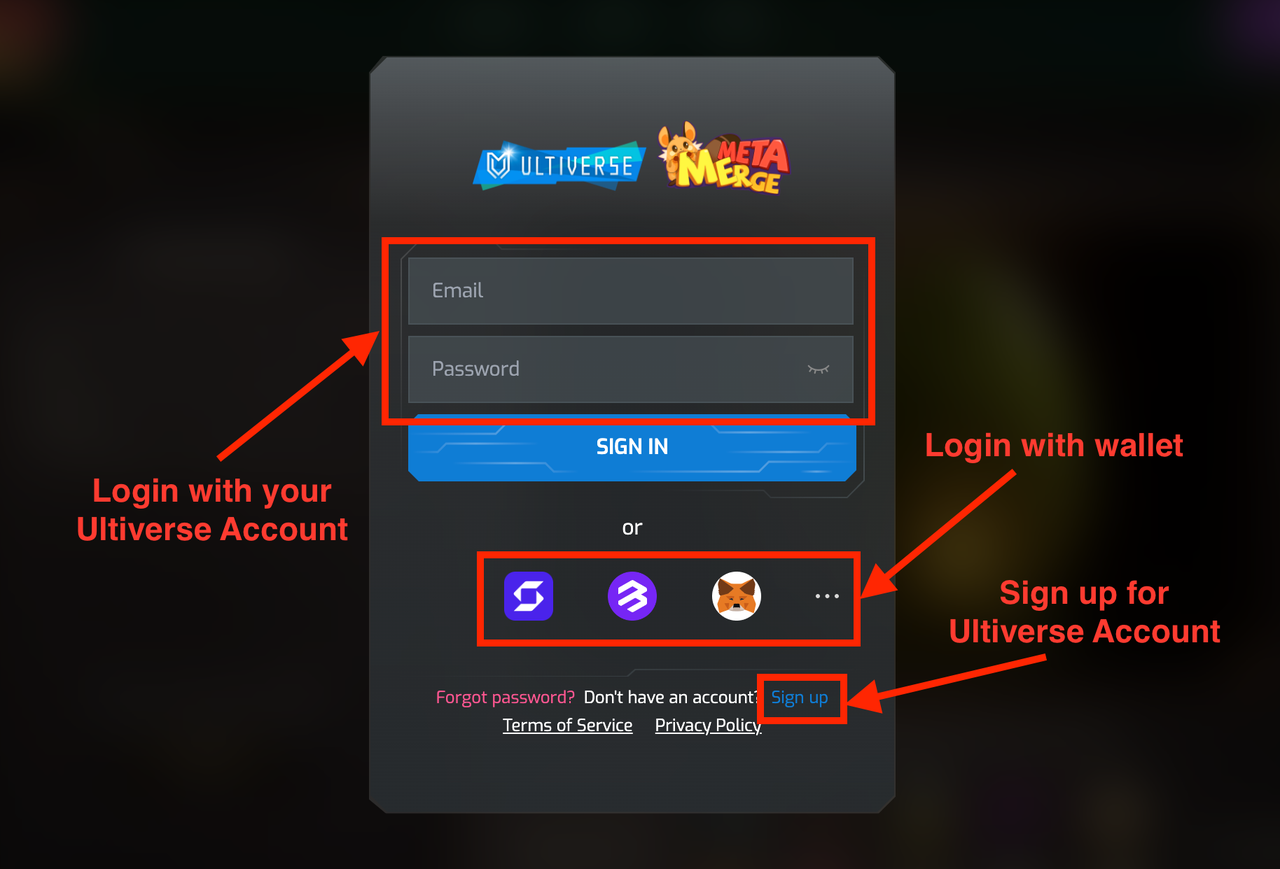 ULTIVERSE
META
MERGE
Email
Password
SIGN IN
Login with your
Ultiverse Account
or
Login with wallet
Sign up for
Ultiverse Account
Forgot password? Don't have an account? Sign up
Terms of Service Privacy Policy